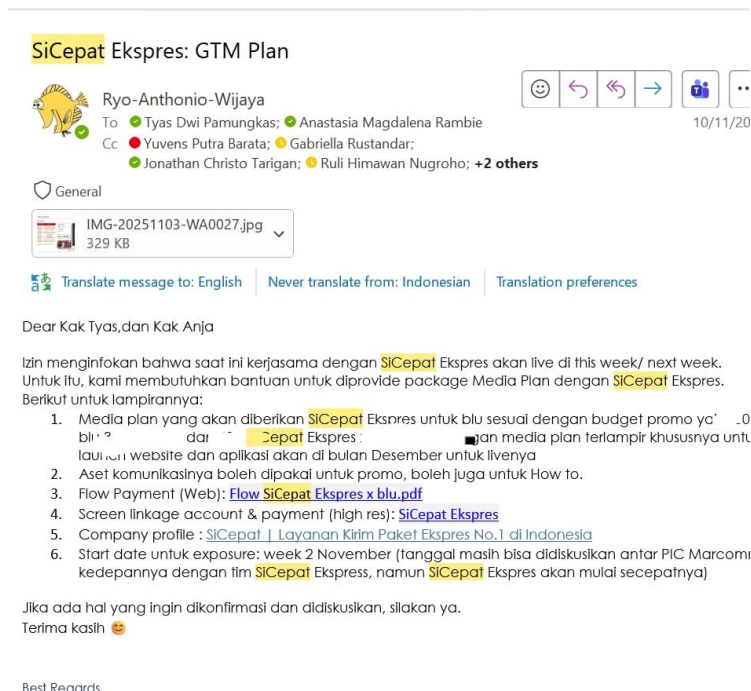 SiCepat Ekspres: GTM Plan
Ryo-Anthonio-Wijaya
To Tyas Dwi Pamungkas; Anastasia Magdalena Rambie
10/11/20
Cc Yuvens Putra Barata; Gabriella Rustandar;
Jonathan Christo Tarigan; Ruli Himawan Nugroho; +2 others
General
IMG-20251103-WA0027.jpg
329 KB
Translate message to: English Never translate from: Indonesian Translation preferences
Dear Kak Tyas,dan Kak Anja
Izin menginfokan bahwa saat ini kerjasama dengan SiCepat Ekspres akan live di this week/ next week.
Untuk itu, kami membutuhkan bantuan untuk diprovide package Media Plan dengan SiCepat Ekspres.
Berikut untuk lampirannya:
1. Media plan yang akan diberikan SiCepat Ekspres untuk blu sesuai dengan budget promo
Ekspres media plan terlampir khususnya
website dan aplikasi akan di bulan Desember untuk livenya
2. Aset komunikasinya boleh dipakai untuk promo, boleh juga untuk How to.
3. Flow Payment (Web): Flow SiCepat Ekspres x blu.pdf
4. Screen linkage account & payment (high res): SiCepat Ekspres
5. Company profile : SiCepat | Layanan Kirim Paket Ekspres No.1 di Indonesia
6. Start date untuk exposure: week 2 November (tanggal masih bisa didiskusikan antar PIC
kedepannya dengan tim SiCepat Ekspress, namun SiCepat Ekspres akan mulai secepatnya)
Jika ada hal yang ingin dikonfirmasi dan didiskusikan, silakan ya.
Terima kasih 😊
Best Regards